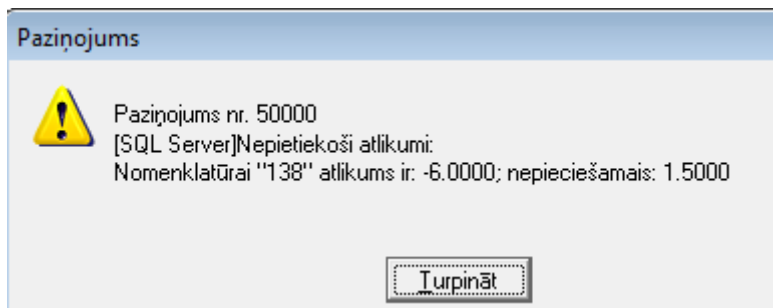 Paziņojums
Paziņojums nr. 50000
[SQL Server]Nepietiekoši atlikumi:
Nomenklatūrai "138" atlikums ir: -6.0000; nepieciešamais: 1.5000
Turpināt